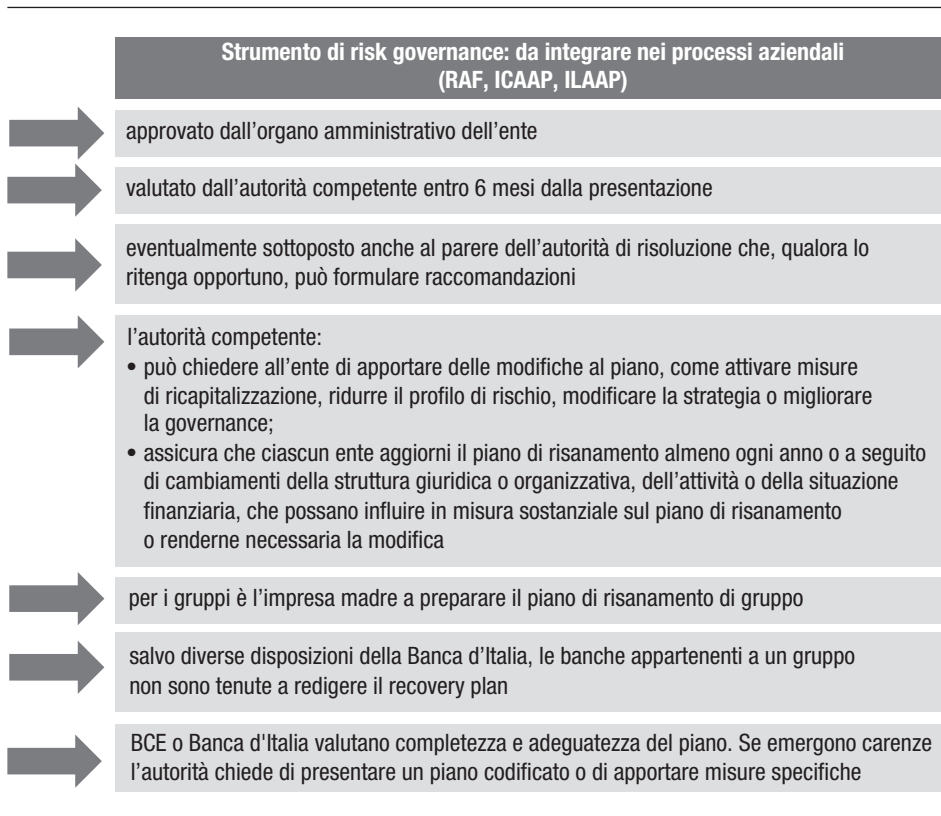 Strumento di risk governance: da integrare nei processi aziendali
(RAF, ICAAP, ILAAP)
approvato dall'organo amministrativo dell'ente
valutato dall'autorità competente entro 6 mesi dalla presentazione
eventualmente sottoposto anche al parere dell'autorità di risoluzione che, qualora lo
ritenga opportuno, può formulare raccomandazioni
l'autorità competente:
• può chiedere all'ente di apportare delle modifiche al piano, come attivare misure
di ricapitalizzazione, ridurre il profilo di rischio, modificare la strategia o migliorare
la governance;
• assicura che ciascun ente aggiorni il piano di risanamento almeno ogni anno o a seguito
di cambiamenti della struttura giuridica o organizzativa, dell'attività o della situazione
finanziaria, che possano influire in misura sostanziale sul piano di risanamento
o renderne necessaria la modifica
per i gruppi è l'impresa madre a preparare il piano di risanamento di gruppo
salvo diverse disposizioni della Banca d'Italia, le banche appartenenti a un gruppo
non sono tenute a redigere il recovery plan
BCE o Banca d'Italia valutano completezza e adeguatezza del piano. Se emergono carenze
l'autorità chiede di presentare un piano codificato o di apportare misure specifiche